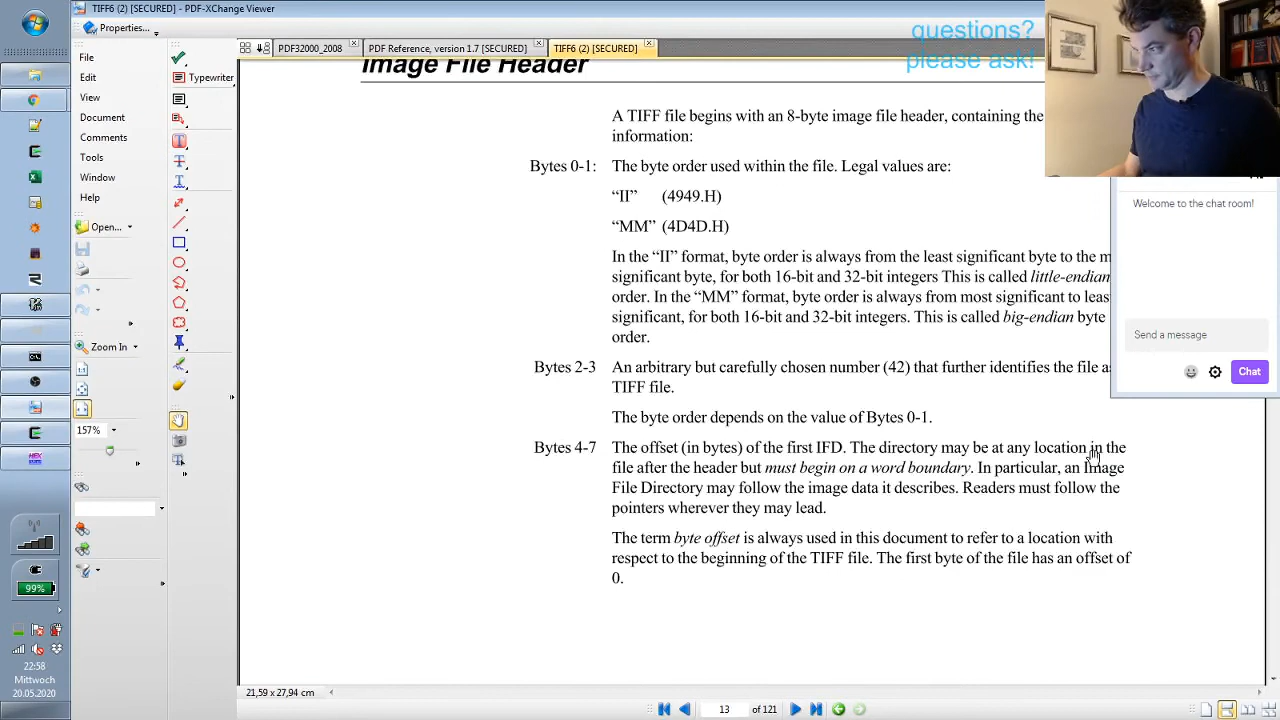 TIFF6 (2) [SECURED] - PDF-XChange Viewer
Properties...
PDF32000_2008
PDF Reference, version 1.7 [SECURED]
TIFF6 (2) [SECURED]
questions?
please ask!
File
Edit
View
Document
Comments
Tools
Window
Help
Open...
Zoom In
157%
Typewriter
Image File Header
A TIFF file begins with an 8-byte image file header, containing the
information:
Bytes 0-1: The byte order used within the file. Legal values are:
“II” (4949.H)
“MM” (4D4D.H)
In the “II” format, byte order is always from the least significant byte to the m
significant byte, for both 16-bit and 32-bit integers This is called little-endian
order. In the “MM” format, byte order is always from most significant to leas
significant, for both 16-bit and 32-bit integers. This is called big-endian byte
order.
Bytes 2-3 An arbitrary but carefully chosen number (42) that further identifies the file a
TIFF file.
The byte order depends on the value of Bytes 0-1.
Bytes 4-7 The offset (in bytes) of the first IFD. The directory may be at any location in the
file after the header but must begin on a word boundary. In particular, an Image
File Directory may follow the image data it describes. Readers must follow the
pointers wherever they may lead.
The term byte offset is always used in this document to refer to a location with
respect to the beginning of the TIFF file. The first byte of the file has an offset of
0.
Welcome to the chat room!
Send a message
Chat
99%
22:58
Mittwoch
20.05.2020
21,59 x 27,94 cm
13 of 121